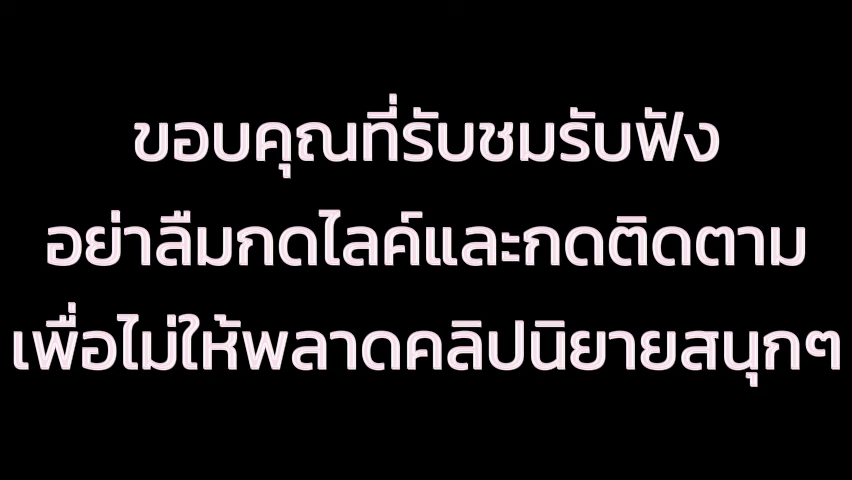 ขอบคุณที่รับชมรับฟัง
อย่าลืมกดไลค์และกดติดตาม
เพื่อไม่ให้พลาดคลิปนิยายสนุกๆ